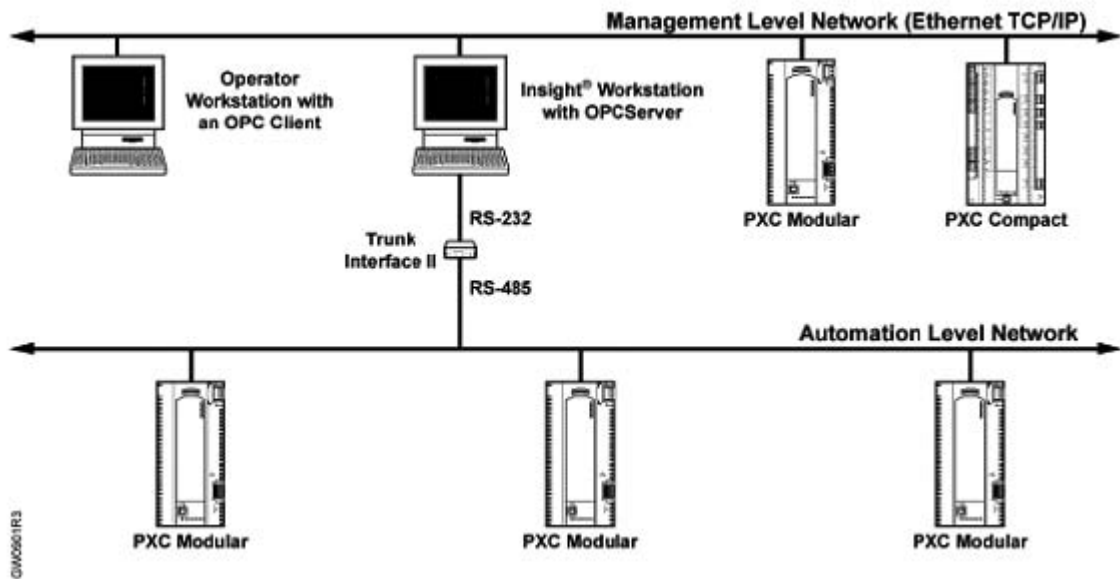 Management Level Network (Ethernet TCP/IP)
Operator
Workstation with
an OPC Client
Insight® Workstation
with OPCServer
PXC Modular
PXC Compact
RS-232
Trunk
Interface II
RS-485
Automation Level Network
PXC Modular
PXC Modular
PXC Modular
GW0901R3